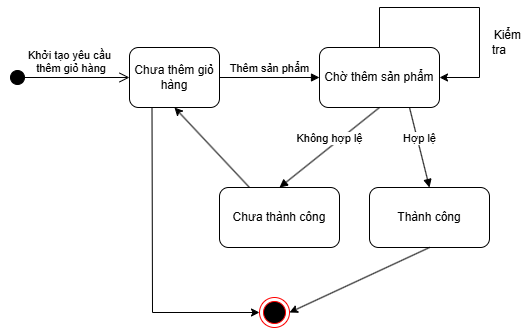 Khởi tạo yêu cầu
thêm giỏ hàng
Chưa thêm giỏ
hàng
Thêm sản phẩm
Chờ thêm sản phẩm
Kiểm
tra
Không hợp lệ
Hợp lệ
Chưa thành công
Thành công